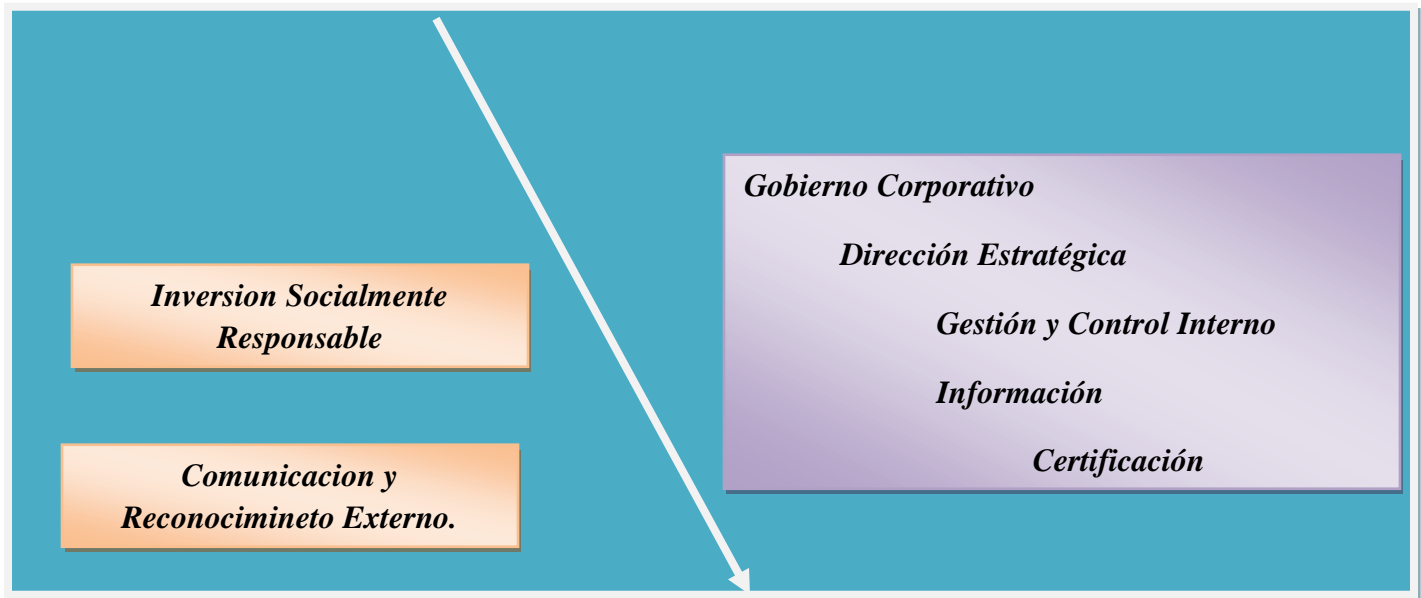 Gobierno Corporativo
Dirección Estratégica
Gestión y Control Interno
Información
Certificación
Inversion Socialmente
Responsable
Comunicacion y
Reconocimineto Externo.